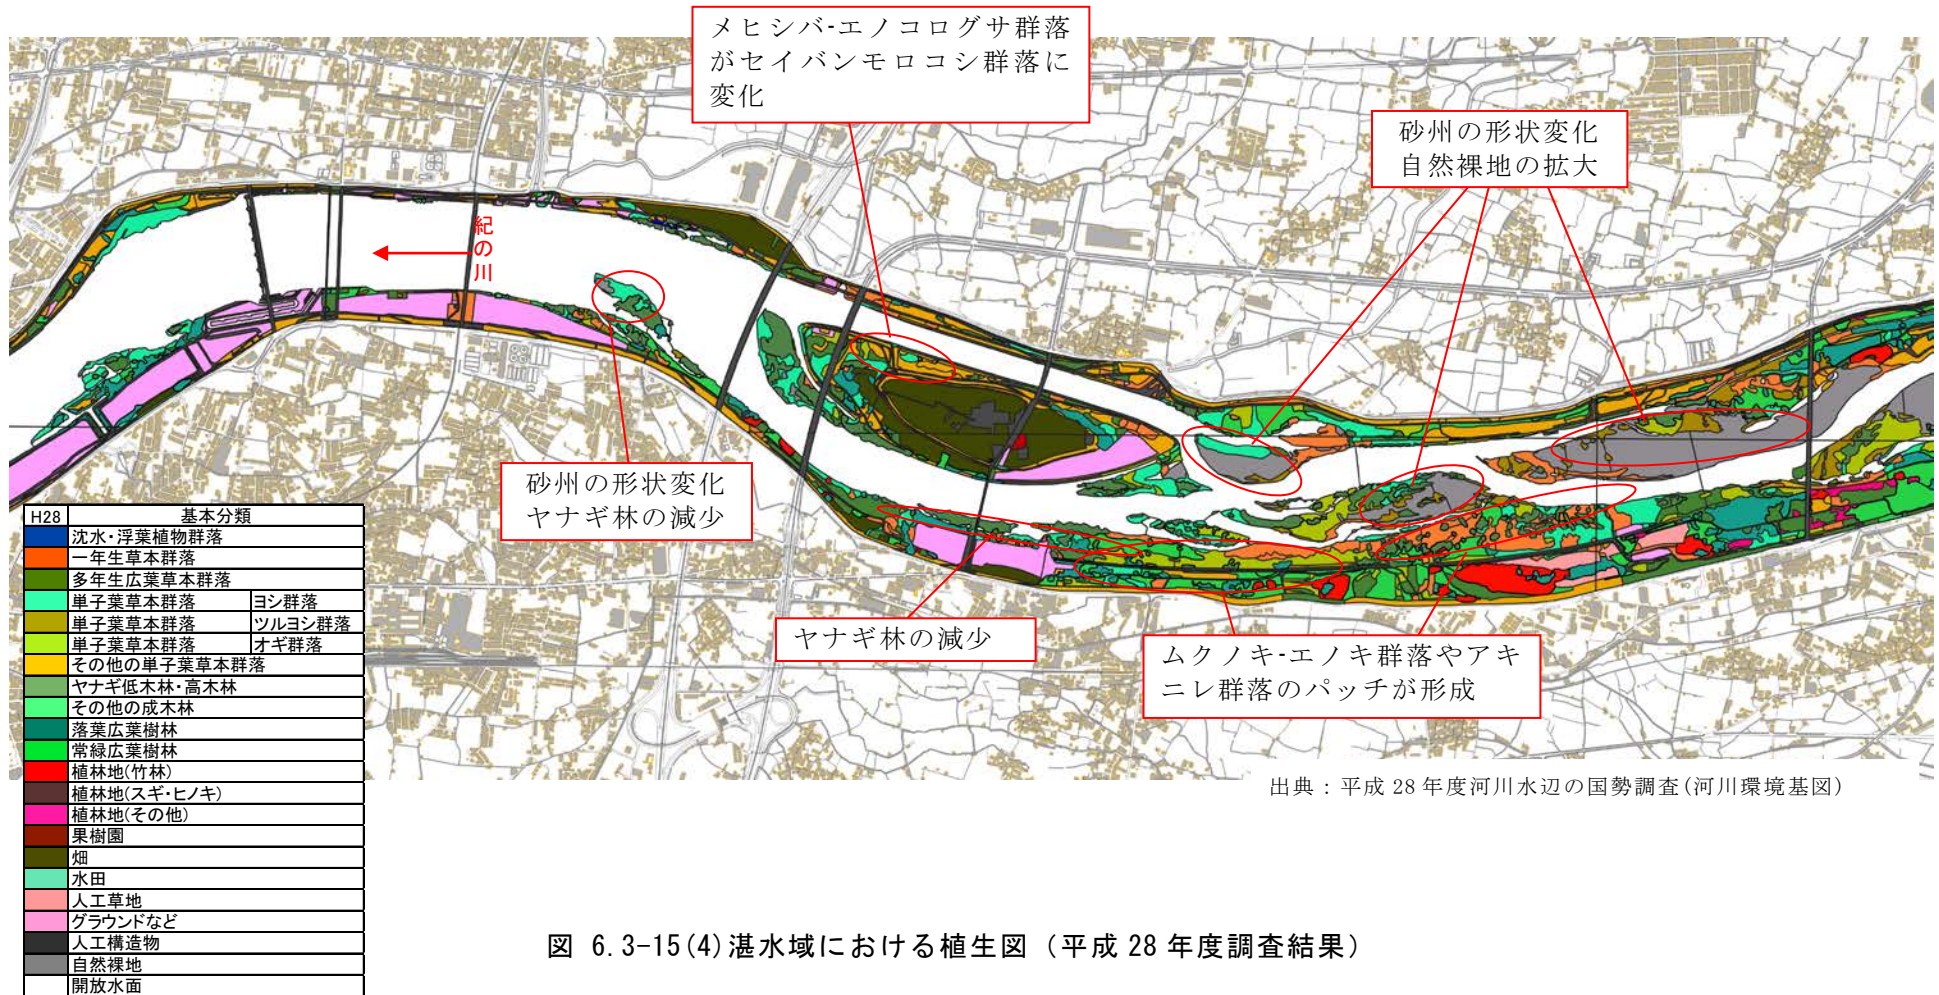 メヒシバ-エノコログサ群落
がセイバンモロコシ群落に
変化
砂州の形状変化
自然裸地の拡大
紀の川
砂州の形状変化
ヤナギ林の減少
ヤナギ林の減少
ムクノキ-エノキ群落やアキ
ニレ群落のパッチが形成
H28 基本分類
沈水・浮葉植物群落
一年生草本群落
多年生広葉草本群落
単子葉草本群落 ヨシ群落
単子葉草本群落 ツルヨシ群落
単子葉草本群落 オギ群落
その他の単子葉草本群落
ヤナギ低木林・高木林
その他の成木林
落葉広葉樹林
常緑広葉樹林
植林地(竹林)
植林地(スギ・ヒノキ)
植林地(その他)
果樹園
畑
水田
人工草地
グラウンドなど
人工構造物
自然裸地
開放水面
出典：平成 28 年度河川水辺の国勢調査(河川環境基図)
図 6.3-15(4)湛水域における植生図（平成 28 年度調査結果）